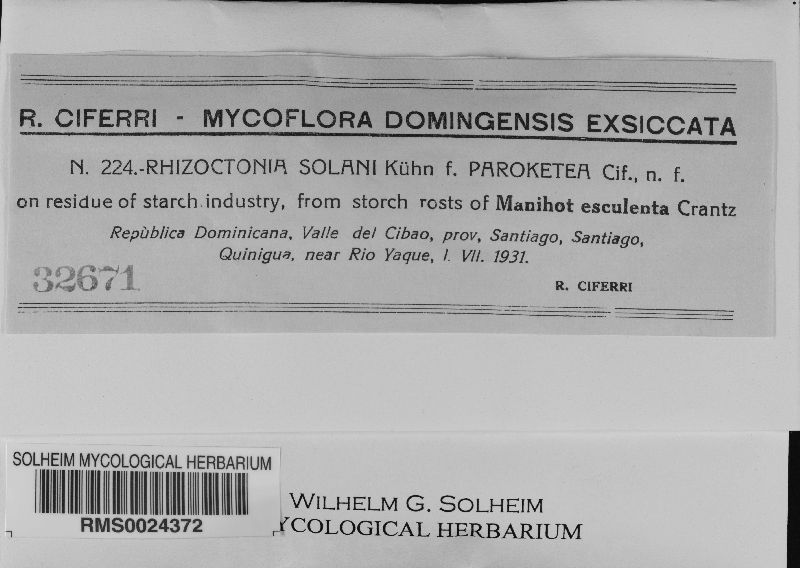 R. CIFERRI - MYCOFLORA DOMINGENSIS EXSICCATA
N. 224.-RHIZOCTONIA SOLANI Kühn f. PAROKETEA Cif., n. f.
on residue of starch industry, from storch rosts of Manihot esculenta Crantz
Repùblica Dominicana, Valle del Cibao, prov, Santiago, Santiago,
Quinigua, near Rio Yaque, I. VII. 1931.
32671
R. CIFERRI
SOLHEIM MYCOLOGICAL HERBARIUM
RMS0024372
WILHELM G. SOLHEIM
YCOLOGICAL HERBARIUM